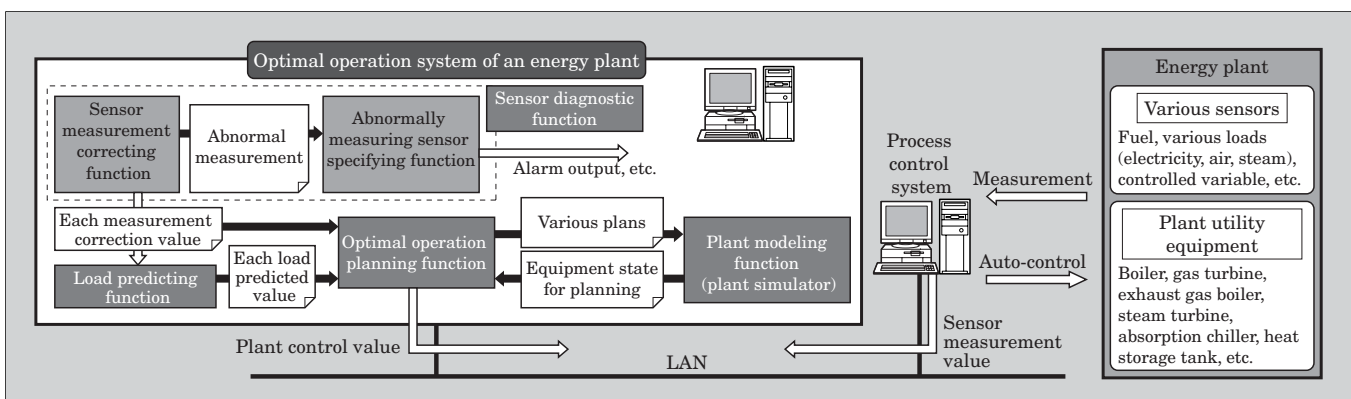 Optimal operation system of an energy plant
Sensor
measurement
correcting
function
Abnormal
measurement
Abnormally
measuring sensor
specifying function
Sensor diagnostic
function
Alarm output, etc.
Each measurement
correction value
Load predicting
function
Each load
predicted
value
Optimal operation
planning function
Various plans
Equipment state
for planning
Plant modeling
function
(plant simulator)
Plant control value
LAN
Process
control
system
Measurement
Auto-control
Sensor
measurement
value
Energy plant
Various sensors
Fuel, various loads
(electricity, air, steam),
controlled variable, etc.
Plant utility
equipment
Boiler, gas turbine,
exhaust gas boiler,
steam turbine,
absorption chiller, heat
storage tank, etc.